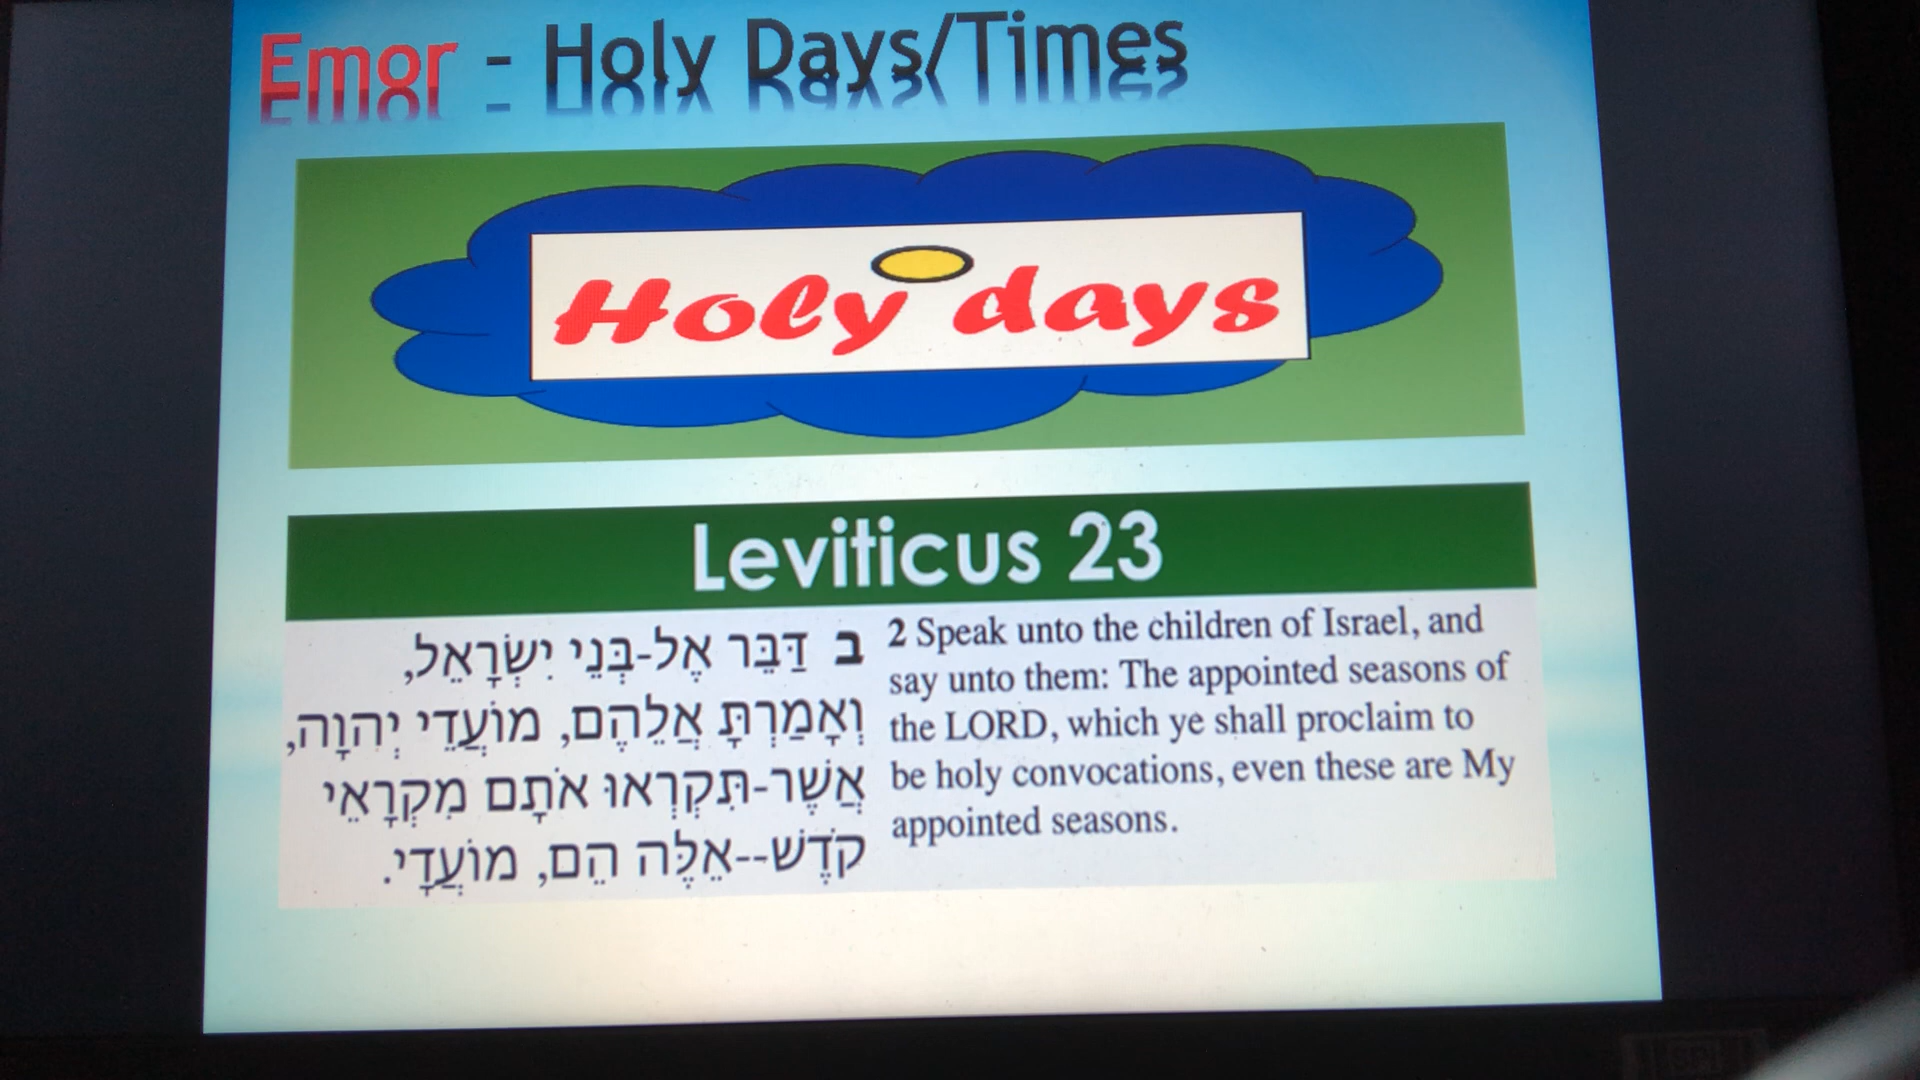 Emor - Holy Days/Times
Holy days
Leviticus 23
ב דַּבֵּר אֶל-בְּנֵי יִשְׂרָאֵל,
וְאָמַרְתָּ אֲלֵהֶם, מוֹעֲדֵי יְהוָה,
אֲשֶׁר-תִּקְרְאוּ אֹתָם מִקְרָאֵי
קֹדֶשׁ--אֵלֶּה הֵם, מוֹעֲדָי.
2 Speak unto the children of Israel, and
say unto them: The appointed seasons of
the LORD, which ye shall proclaim to
be holy convocations, even these are My
appointed seasons.